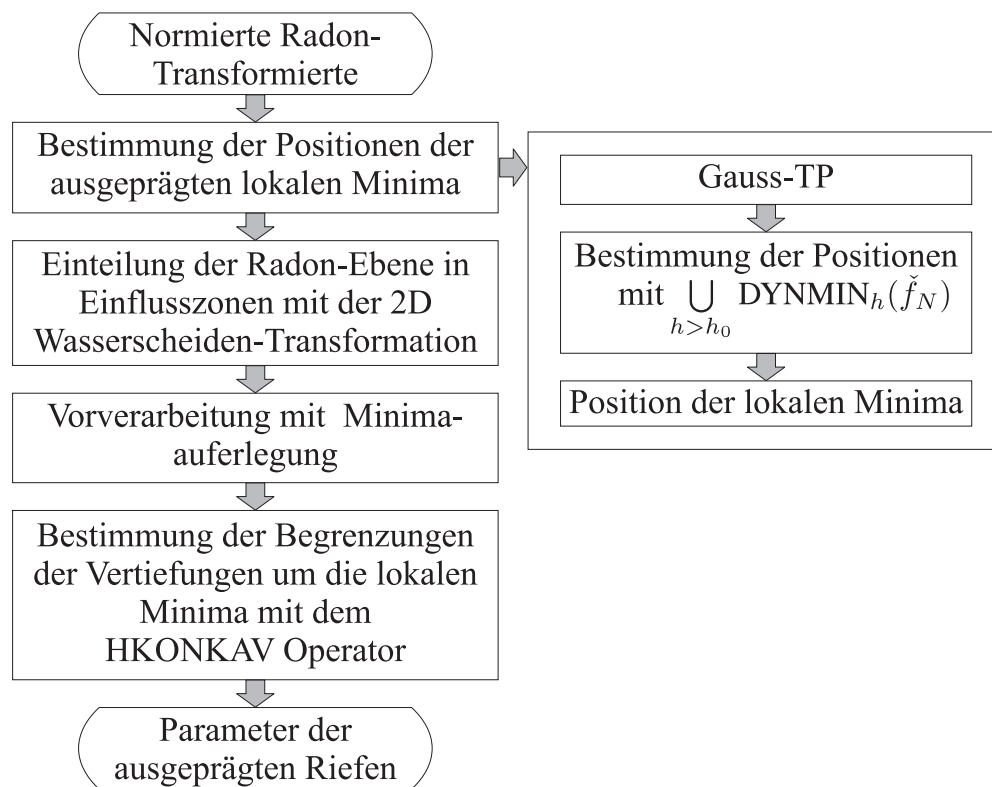 Normierte Radon-
Transformierte
Bestimmung der Positionen der
ausgeprägten lokalen Minima
Einteilung der Radon-Ebene in
Einflusszonen mit der 2D
Wasserscheiden-Transformation
Vorverarbeitung mit Minima-
auferlegung
Bestimmung der Begrenzungen
der Vertiefungen um die lokalen
Minima mit dem
HKONKAV Operator
Parameter der
ausgeprägten Riefen
Gauss-TP
Bestimmung der Positionen
mit ⋃ DYNMINₕ(f̌_N)
h>h₀
Position der lokalen Minima